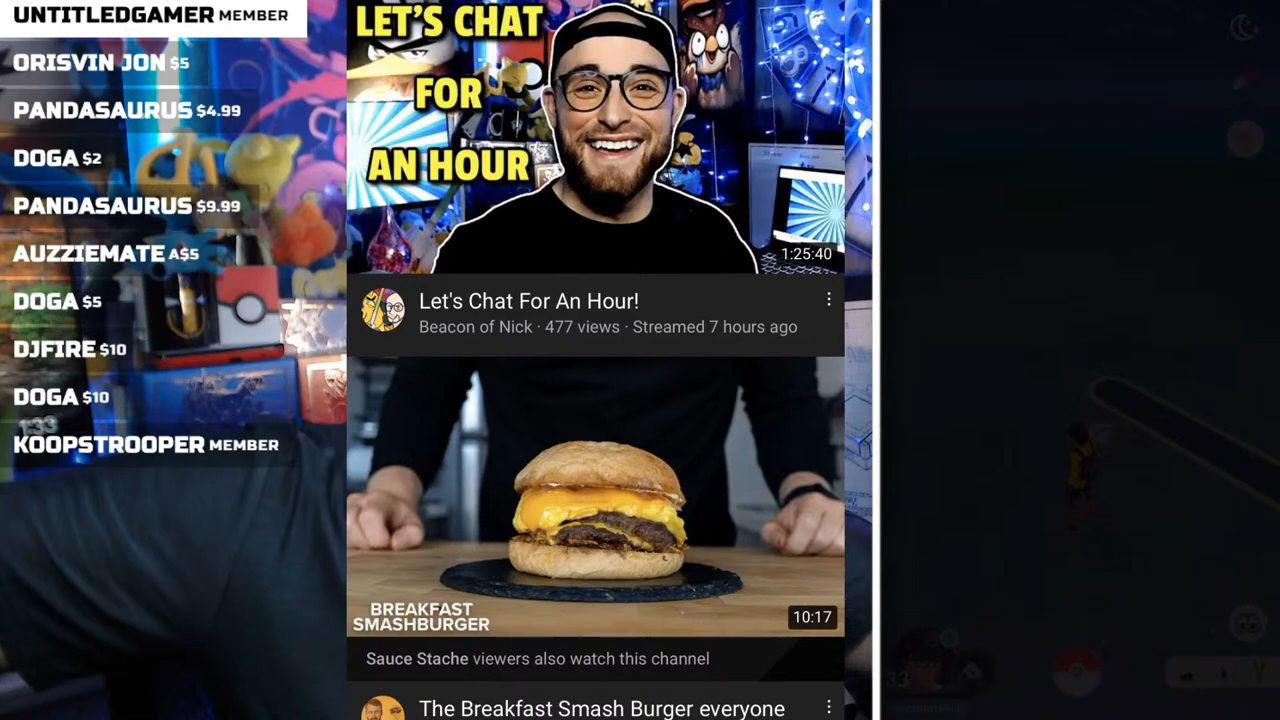 UNTITLEDGAMER MEMBER
ORISVIN JON $5
PANDASAURUS $4.99
DOGA $2
PANDASAURUS $9.99
AUZZIEMATE A$5
DOGA $5
DJFIRE $10
DOGA $10
1:33
KOOPSTROOPER MEMBER
LET'S CHAT
FOR
AN HOUR
1:25:40
Let's Chat For An Hour!
Beacon of Nick · 477 views · Streamed 7 hours ago
BREAKFAST
SMASHBURGER
10:17
Sauce Stache viewers also watch this channel
The Breakfast Smash Burger everyone